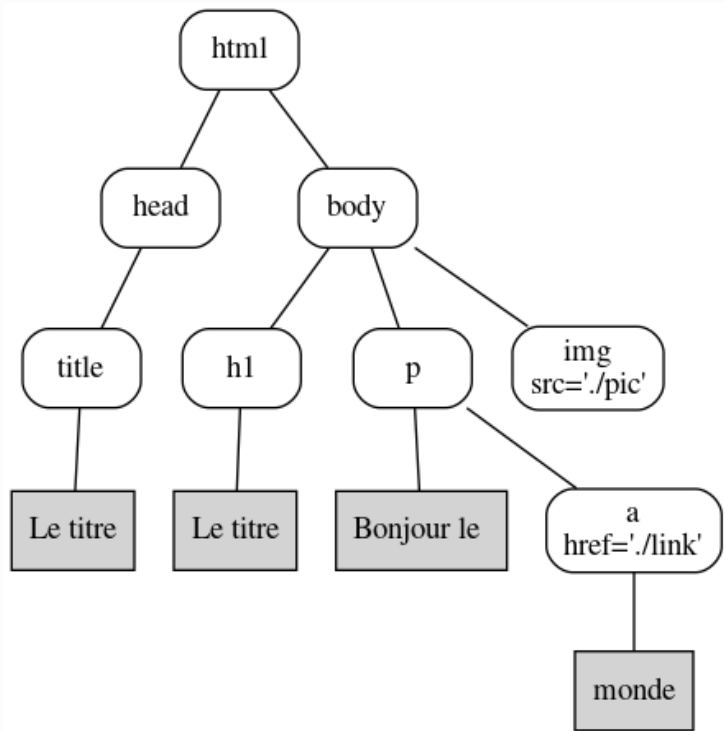 html
head
body
title
h1
p
img
src='./pic'
Le titre
Le titre
Bonjour le
a
href='./link'
monde